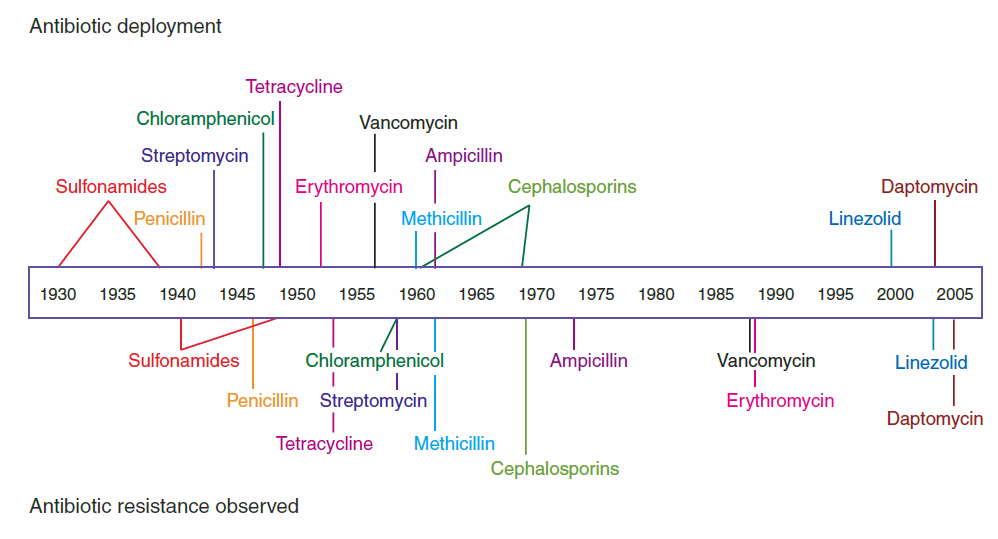 Antibiotic deployment
Tetracycline
Chloramphenicol
Vancomycin
Streptomycin
Ampicillin
Sulfonamides
Erythromycin
Cephalosporins
Daptomycin
Penicillin
Methicillin
Linezolid
1930 1935 1940 1945 1950 1955 1960 1965 1970 1975 1980 1985 1990 1995 2000 2005
Sulfonamides
Chloramphenicol
Ampicillin
Vancomycin
Linezolid
Penicillin
Streptomycin
Erythromycin
Daptomycin
Tetracycline
Methicillin
Cephalosporins
Antibiotic resistance observed